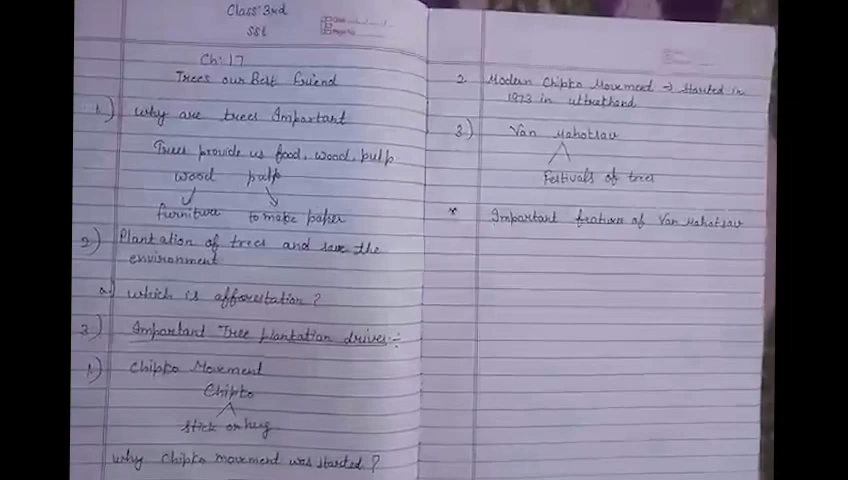 Class 3rd
SSt
Ch: 17
Trees our Best friend
1.) why are trees Important
Trees provide us food, wood, pulp
wood pulp
furniture to make paper
2.) Plantation of trees and save the
environment
a.) which is afforestation?
3.) Important Tree plantation drives:-
1.) Chipko Movement
Chipko
stick or hug
why Chipko movement was started?
2. Modern Chipko Movement → started in
1973 in uttrakhand
3.) Van Mahotsav
Festivals of trees
* Important features of Van Mahotsav